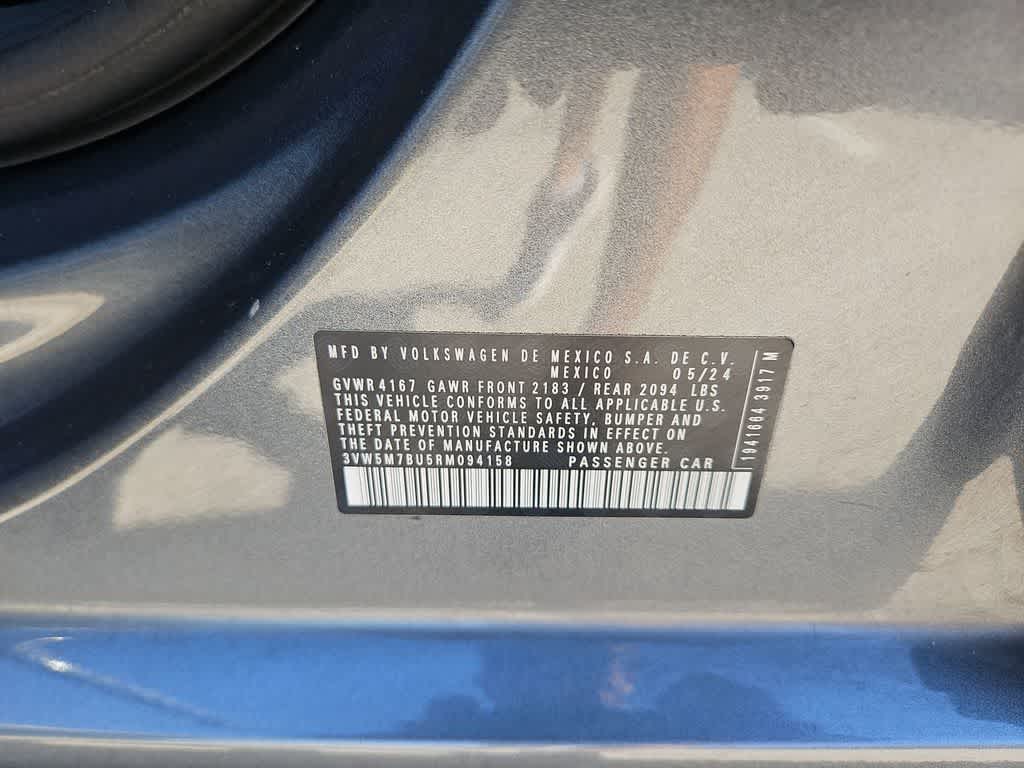 MFD BY VOLKSWAGEN DE MEXICO S.A. DE C.V.
MEXICO 05/24
GVWR 4167 GAWR FRONT 2183 / REAR 2094 LBS
THIS VEHICLE CONFORMS TO ALL APPLICABLE U.S.
FEDERAL MOTOR VEHICLE SAFETY, BUMPER AND
THEFT PREVENTION STANDARDS IN EFFECT ON
THE DATE OF MANUFACTURE SHOWN ABOVE.
3VW5M7BU5RM094158 PASSENGER CAR
1941664 3917 M